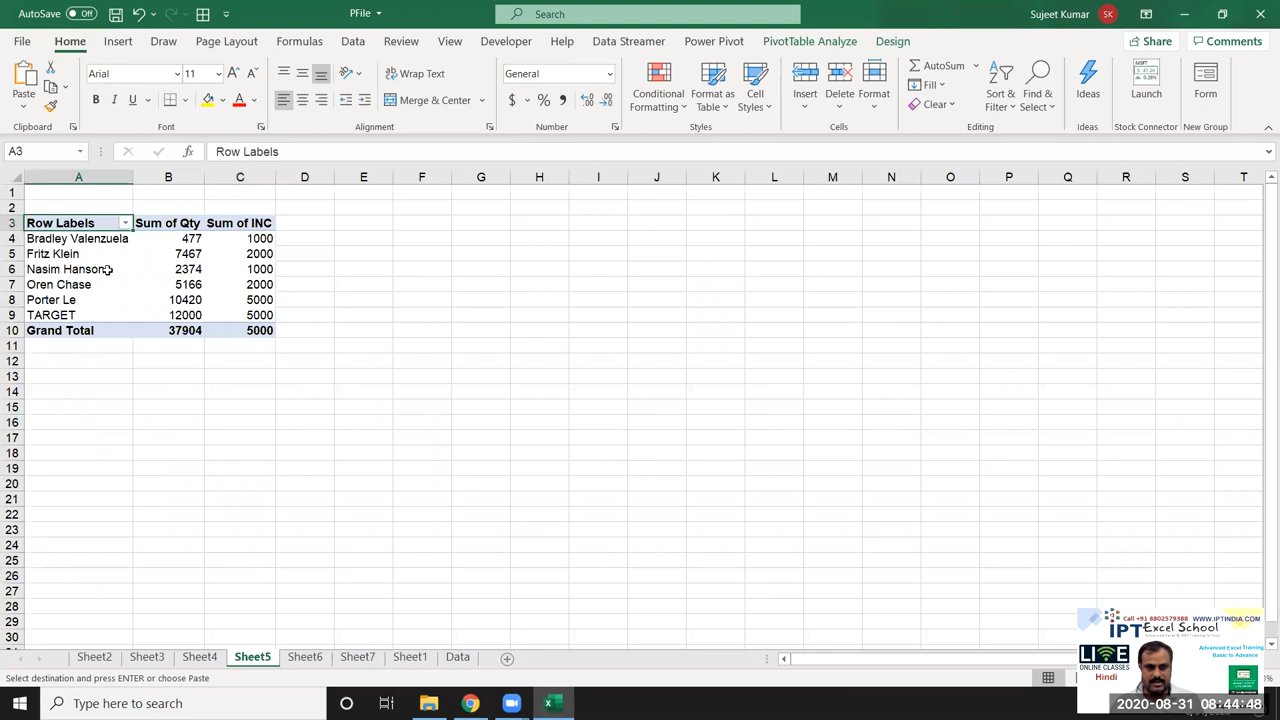 AutoSave Off PFile Search Sujeet Kumar SK
File Home Insert Draw Page Layout Formulas Data Review View Developer Help Data Streamer Power Pivot PivotTable Analyze Design Share Comments
Paste Arial 11 Wrap Text General Conditional Formatting Format as Table Cell Styles Insert Delete Format AutoSum Fill Clear Sort & Filter Find & Select Ideas Launch Form
B I U Merge & Center $ %
Clipboard Font Alignment Number Styles Cells Editing Ideas Stock Connector New Group
A3 fx Row Labels
A B C D E F G H I J K L M N O P Q R S T
1
2
3 Row Labels Sum of Qty Sum of INC
4 Bradley Valenzuela 477 1000
5 Fritz Klein 7467 2000
6 Nasim Hanson 2374 1000
7 Oren Chase 5166 2000
8 Porter Le 10420 5000
9 TARGET 12000 5000
10 Grand Total 37904 5000
11
12
13
14
15
16
17
18
19
20
21
22
23
24
25
26
27
28
29
30
Call +91 8802579388 WWW.IPTINDIA.COM
IPT Excel School
LIVE
ONLINE CLASSES
Hindi
Advanced Excel Training
Basic to Advance
Sheet2 Sheet3 Sheet4 Sheet5 Sheet6 Sheet7 Sheet1 Data
Select destination and press ENTER or choose Paste
Type here to search
2020-08-31 08:44:48